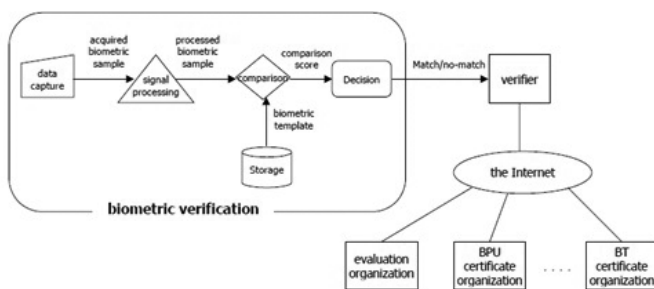 acquired
biometric
sample
processed
biometric
sample
comparison
score
data
capture
signal
processing
comparison
Decision
Match/no-match
verifier
biometric
template
Storage
biometric verification
the Internet
evaluation
organization
BPU
certificate
organization
. . . .
BT
certificate
organization